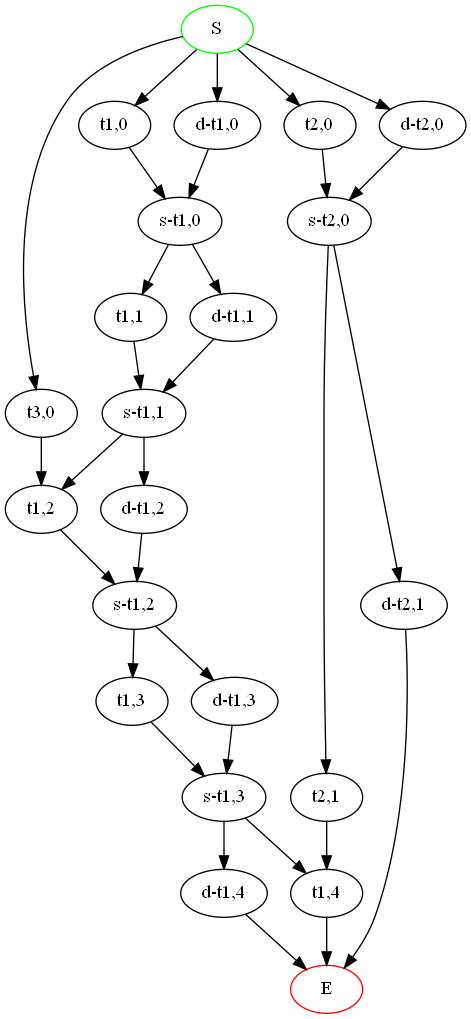 S
t1,0
d-t1,0
t2,0
d-t2,0
s-t1,0
s-t2,0
t1,1
d-t1,1
t3,0
s-t1,1
t1,2
d-t1,2
s-t1,2
d-t2,1
t1,3
d-t1,3
s-t1,3
t2,1
d-t1,4
t1,4
E